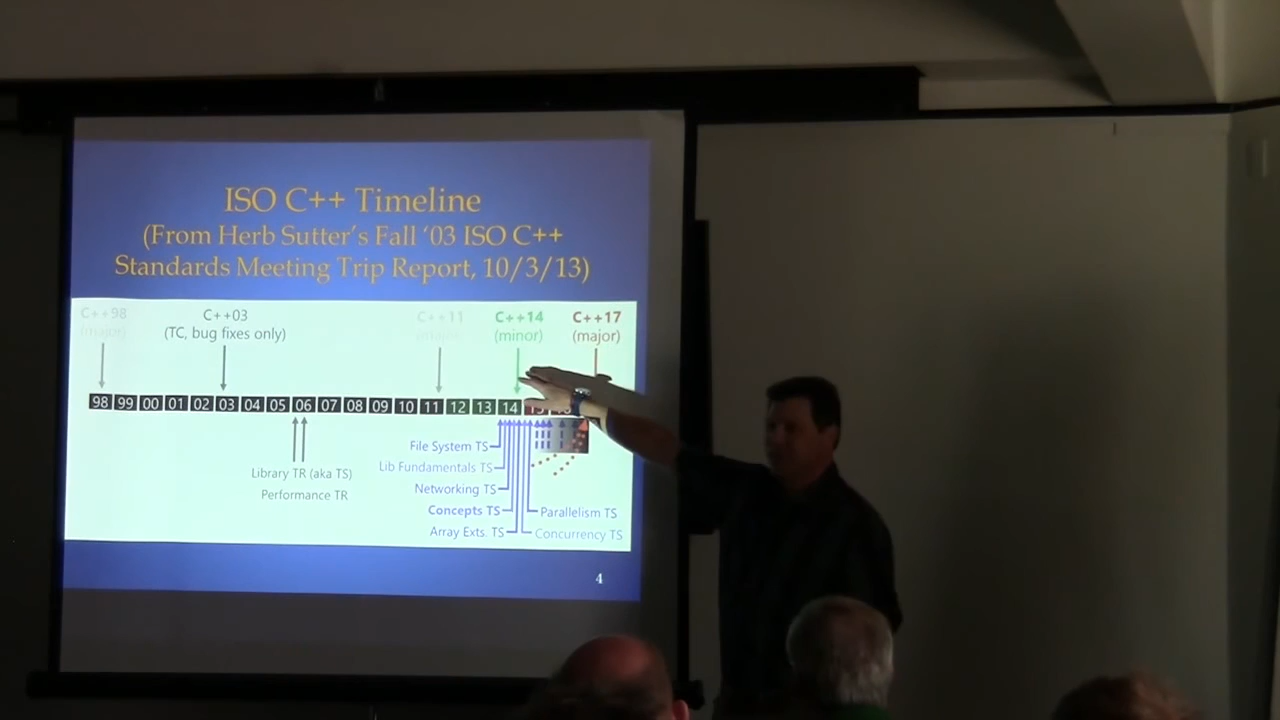 ISO C++ Timeline
(From Herb Sutter's Fall '03 ISO C++
Standards Meeting Trip Report, 10/3/13)
C++98
(major)
C++03
(TC, bug fixes only)
C++11
C++14
(minor)
C++17
(major)
98 99 00 01 02 03 04 05 06 07 08 09 10 11 12 13 14
File System TS
Lib Fundamentals TS
Networking TS
Concepts TS
Array Exts. TS
Parallelism TS
Concurrency TS
Library TR (aka TS)
Performance TR
4